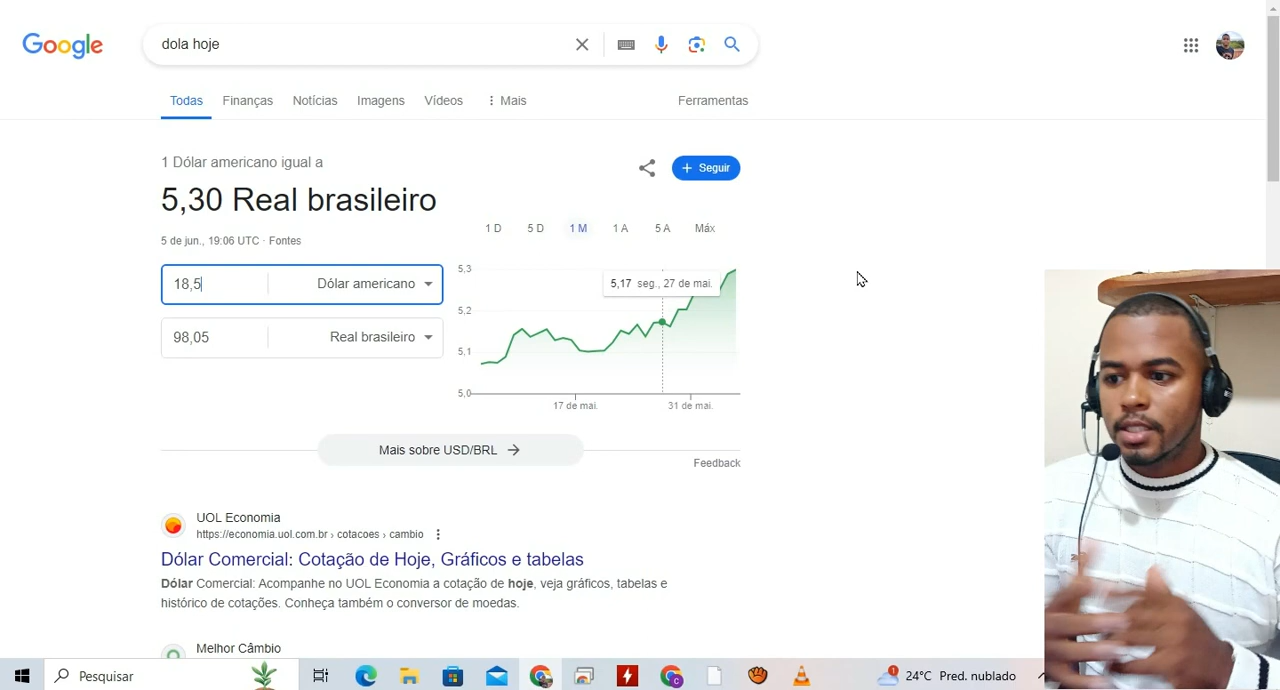 Google
dola hoje
Todas Finanças Notícias Imagens Vídeos Mais Ferramentas
1 Dólar americano igual a
5,30 Real brasileiro
Seguir
5 de jun., 19:06 UTC · Fontes
1 D 5 D 1 M 1 A 5 A Máx
18,5 Dólar americano
98,05 Real brasileiro
5,3
5,2
5,1
5,0
5,17 seg., 27 de mai.
17 de mai. 31 de mai.
Mais sobre USD/BRL
Feedback
UOL Economia
https://economia.uol.com.br › cotacoes › cambio
Dólar Comercial: Cotação de Hoje, Gráficos e tabelas
Dólar Comercial: Acompanhe no UOL Economia a cotação de hoje, veja gráficos, tabelas e
histórico de cotações. Conheça também o conversor de moedas.
Melhor Câmbio
Pesquisar
1
24°C Pred. nublado